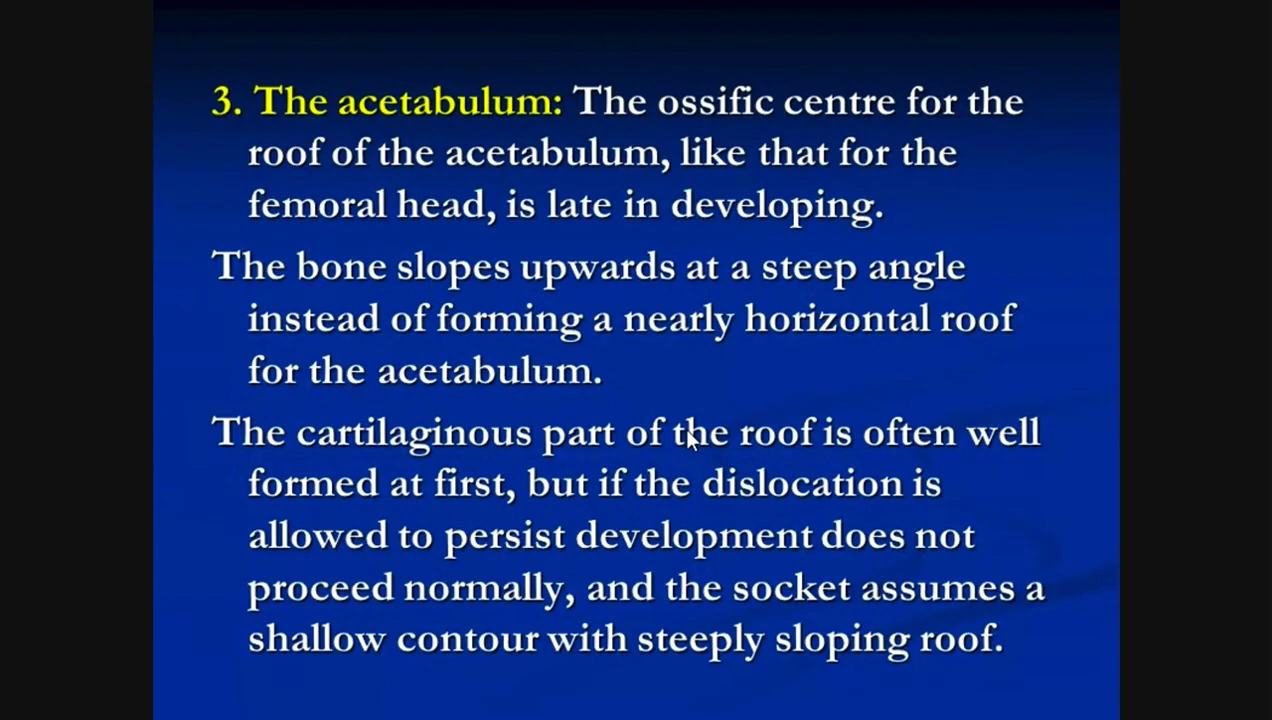 3. The acetabulum: The ossific centre for the
roof of the acetabulum, like that for the
femoral head, is late in developing.
The bone slopes upwards at a steep angle
instead of forming a nearly horizontal roof
for the acetabulum.
The cartilaginous part of the roof is often well
formed at first, but if the dislocation is
allowed to persist development does not
proceed normally, and the socket assumes a
shallow contour with steeply sloping roof.